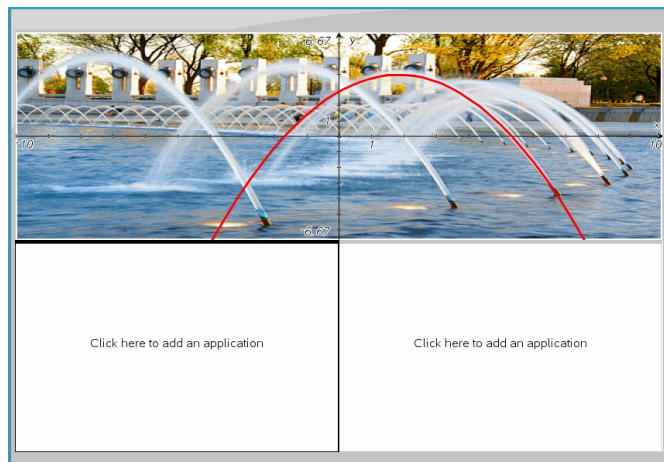 6.67 y
1
x
-10 1 10
-6.67
Click here to add an application Click here to add an application